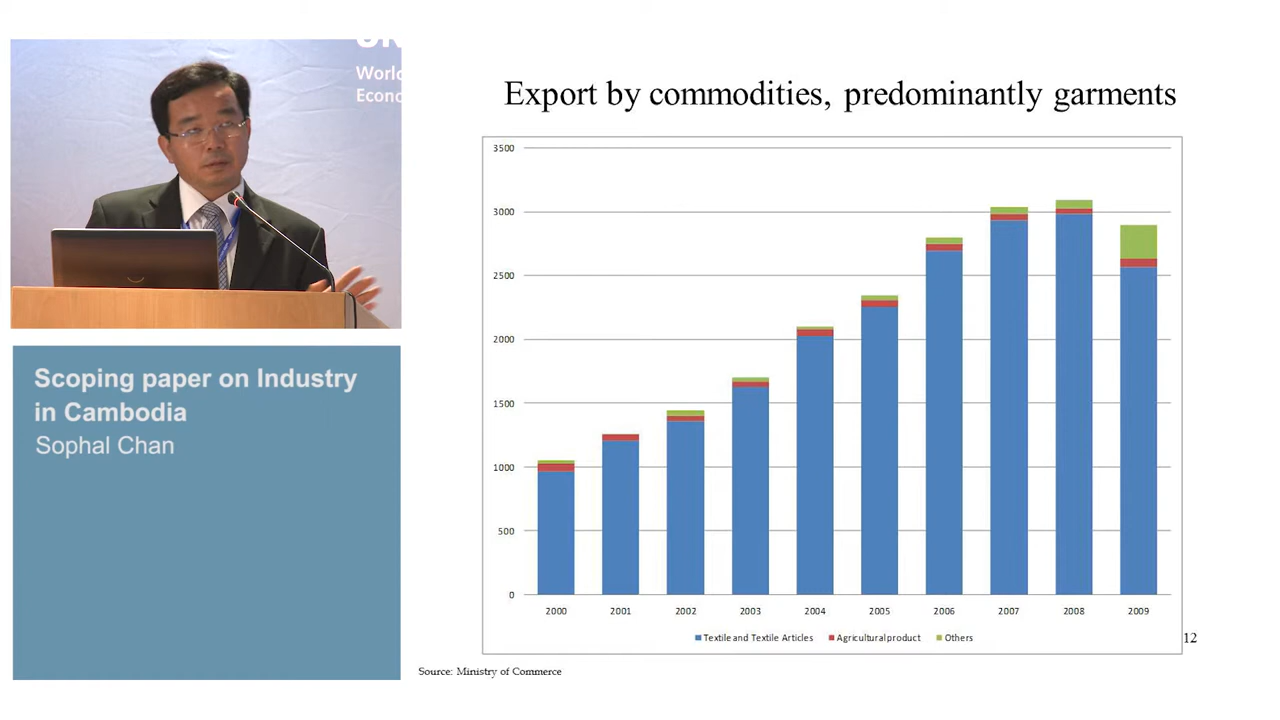 World
Econo
Scoping paper on Industry
in Cambodia
Sophal Chan
Export by commodities, predominantly garments
3500
3000
2500
2000
1500
1000
500
0
2000 2001 2002 2003 2004 2005 2006 2007 2008 2009
Textile and Textile Articles Agricultural product Others
12
Source: Ministry of Commerce